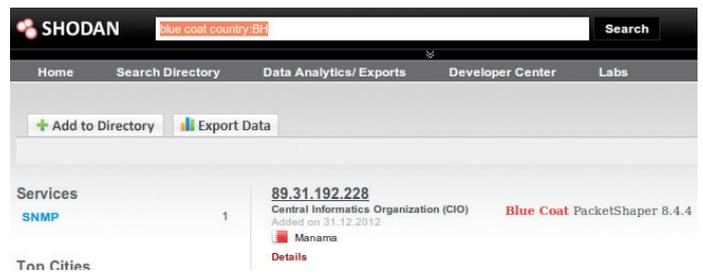 SHODAN
blue coat country:BH
Search
Home Search Directory Data Analytics/ Exports Developer Center Labs
Add to Directory Export Data
Services
SNMP 1
Top Cities
89.31.192.228
Central Informatics Organization (CIO)
Added on 31.12.2012
Manama
Details
Blue Coat PacketShaper 8.4.4